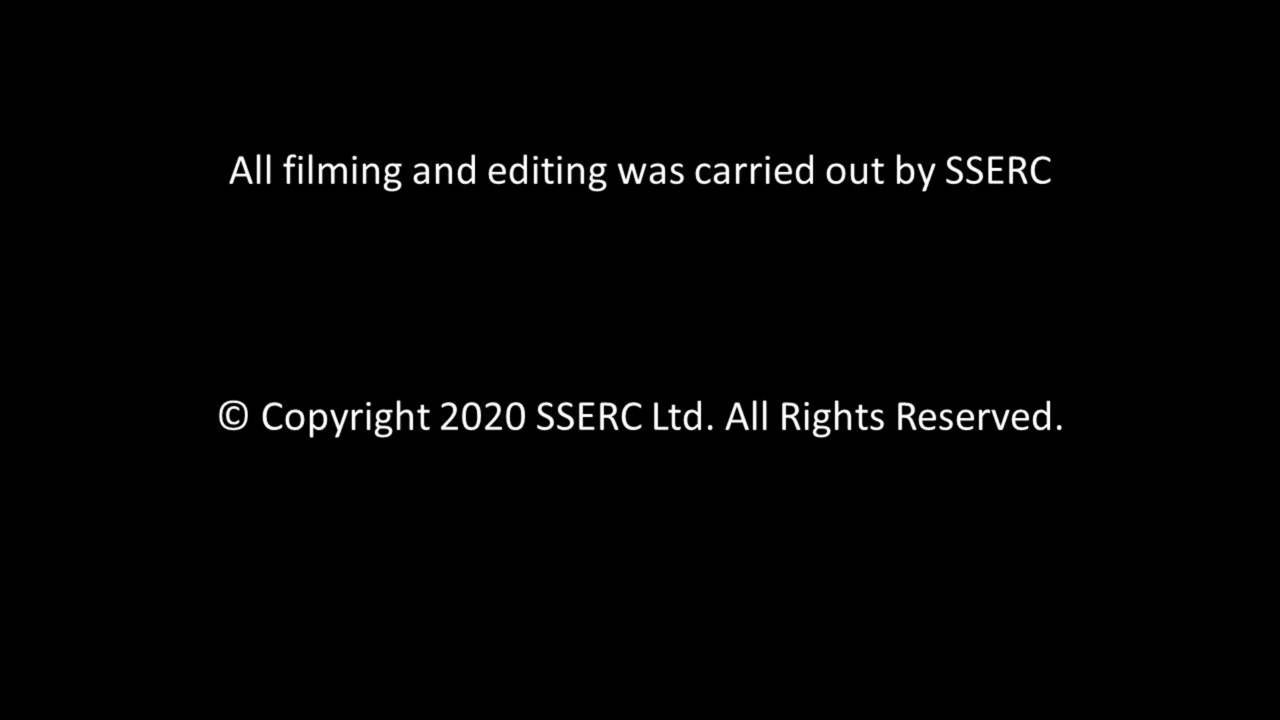 All filming and editing was carried out by SSERC
© Copyright 2020 SSERC Ltd. All Rights Reserved.